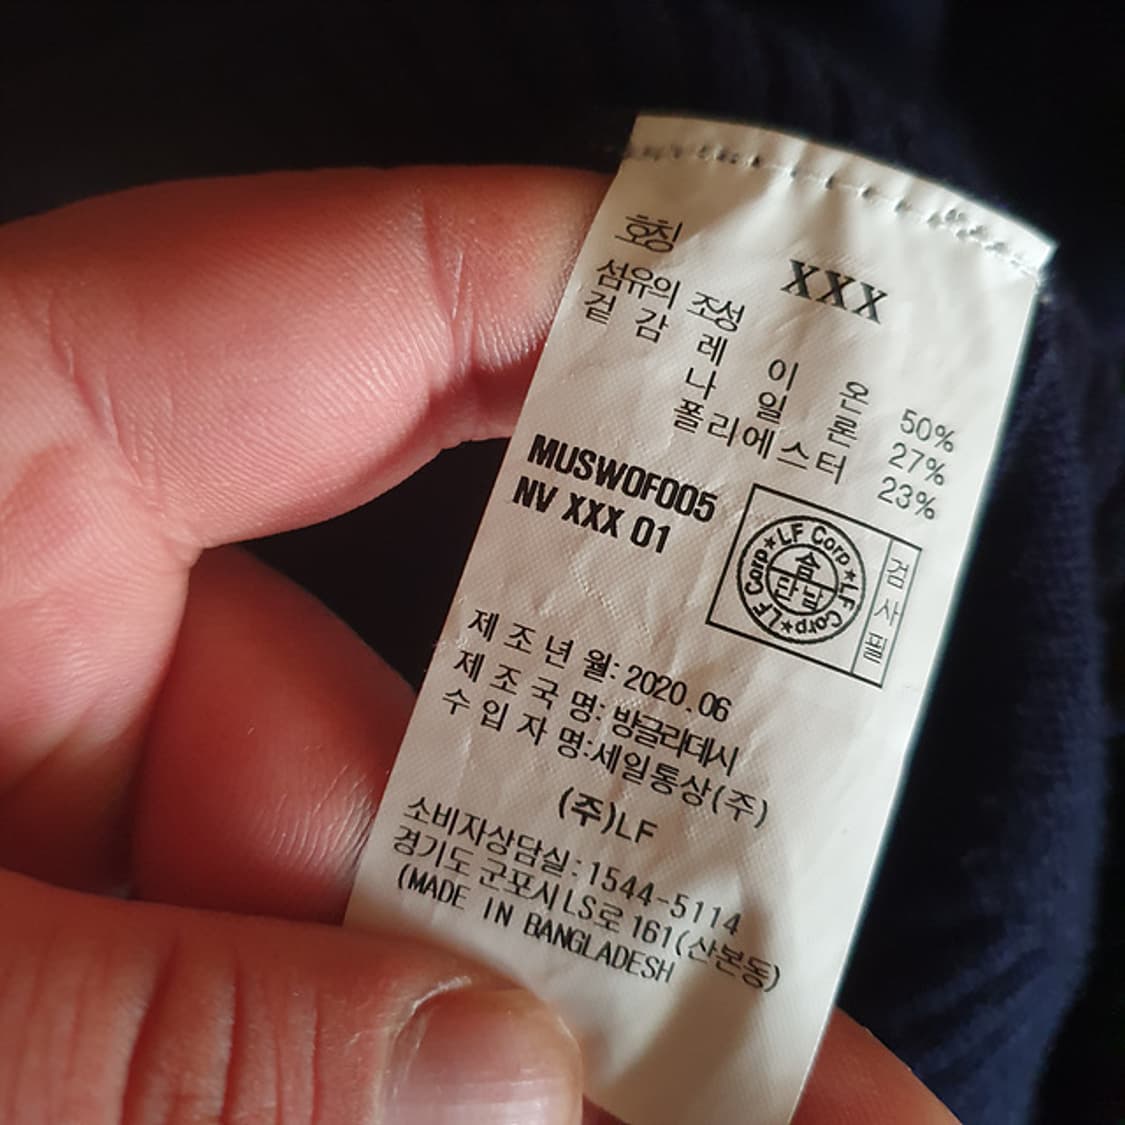 호칭 XXX
섬유의 조성
겉감 레이온 50%
나일론 27%
폴리에스터 23%
MUSW0F005
NV XXX 01
LF Corp★LF Corp★LF Corp★
검사필
제조년월: 2020.06
제조국명: 방글라데시
수입자명:세일통상(주)
(주)LF
소비자상담실:1544-5114
경기도 군포시 LS로 161(산본동)
(MADE IN BANGLADESH